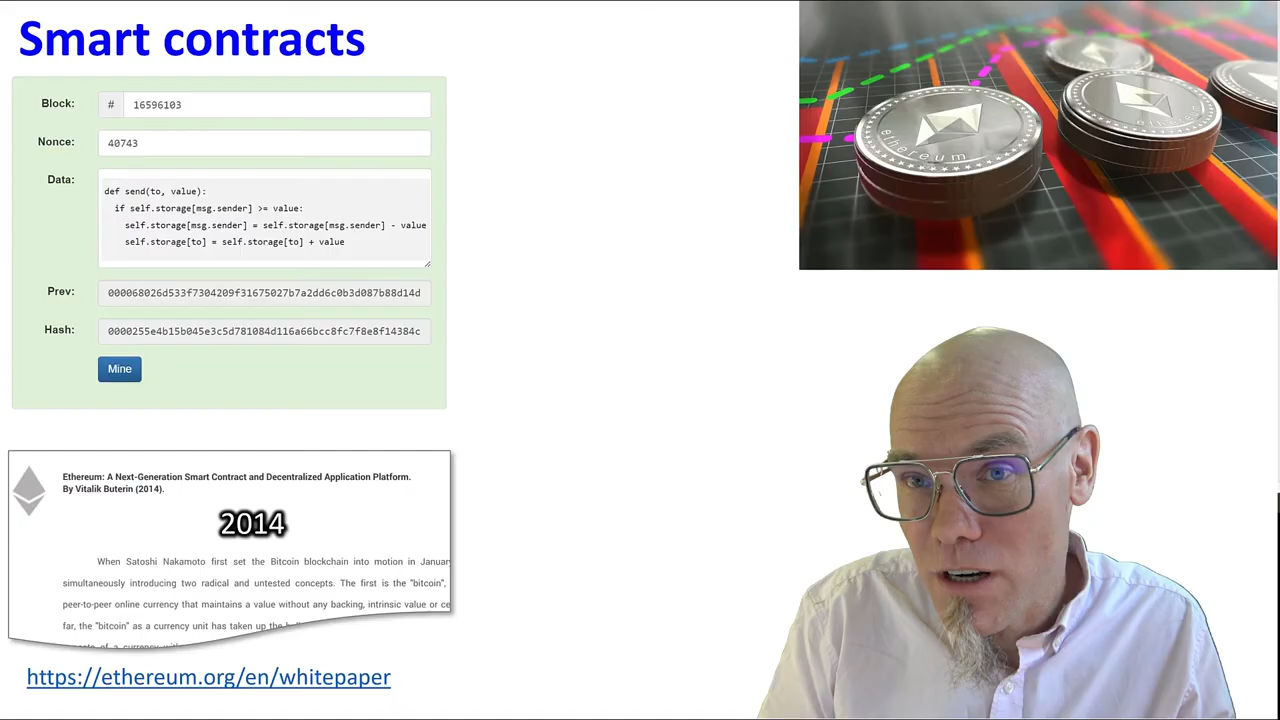 Smart contracts
Block:
# 16596103
Nonce:
40743
Data:
def send(to, value):
if self.storage[msg.sender] >= value:
self.storage[msg.sender] = self.storage[msg.sender] - value
self.storage[to] = self.storage[to] + value
Prev:
000068026d533f7304209f31675027b7a2dd6c0b3d087b88d14d
Hash:
0000255e4b15b045e3c5d781084d116a66bcc8fc7f8e8f14384c
Mine
ethereum
ethereum
Ethereum: A Next-Generation Smart Contract and Decentralized Application Platform.
By Vitalik Buterin (2014).
2014
When Satoshi Nakamoto first set the Bitcoin blockchain into motion in January
simultaneously introducing two radical and untested concepts. The first is the "bitcoin",
peer-to-peer online currency that maintains a value without any backing, intrinsic value or ce
far, the "bitcoin" as a currency unit has taken up the
https://ethereum.org/en/whitepaper